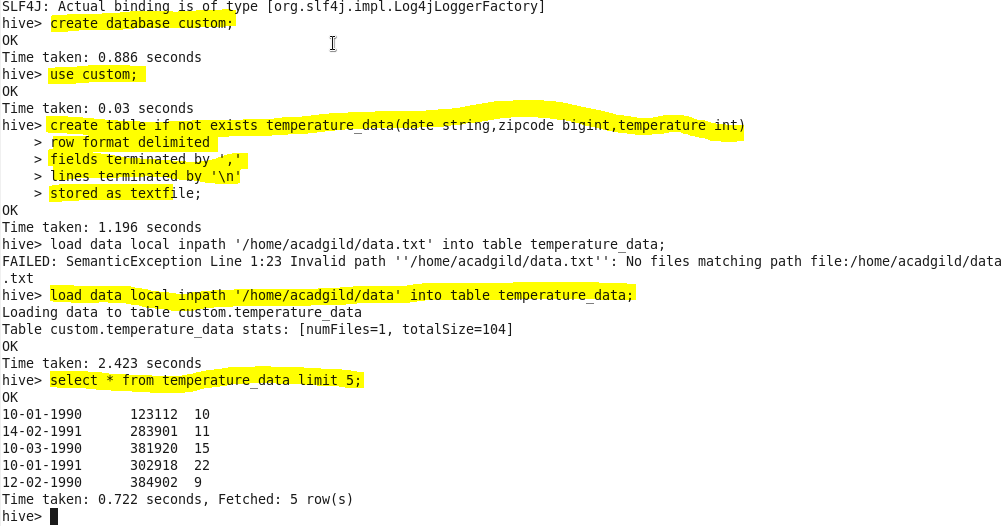 SLF4J: Actual binding is of type [org.slf4j.impl.Log4jLoggerFactory]
hive> create database custom;
OK
Time taken: 0.886 seconds
hive> use custom;
OK
Time taken: 0.03 seconds
hive> create table if not exists temperature_data(date string,zipcode bigint,temperature int)
    > row format delimited
    > fields terminated by ','
    > lines terminated by '\n'
    > stored as textfile;
OK
Time taken: 1.196 seconds
hive> load data local inpath '/home/acadgild/data.txt' into table temperature_data;
FAILED: SemanticException Line 1:23 Invalid path ''/home/acadgild/data.txt'': No files matching path file:/home/acadgild/data
.txt
hive> load data local inpath '/home/acadgild/data' into table temperature_data;
Loading data to table custom.temperature_data
Table custom.temperature_data stats: [numFiles=1, totalSize=104]
OK
Time taken: 2.423 seconds
hive> select * from temperature_data limit 5;
OK
10-01-1990      123112  10
14-02-1991      283901  11
10-03-1990      381920  15
10-01-1991      302918  22
12-02-1990      384902  9
Time taken: 0.722 seconds, Fetched: 5 row(s)
hive>